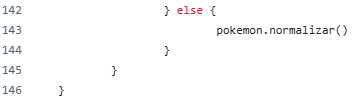 142 } else {
143 pokemon.normalizar()
144 }
145 }
146 }